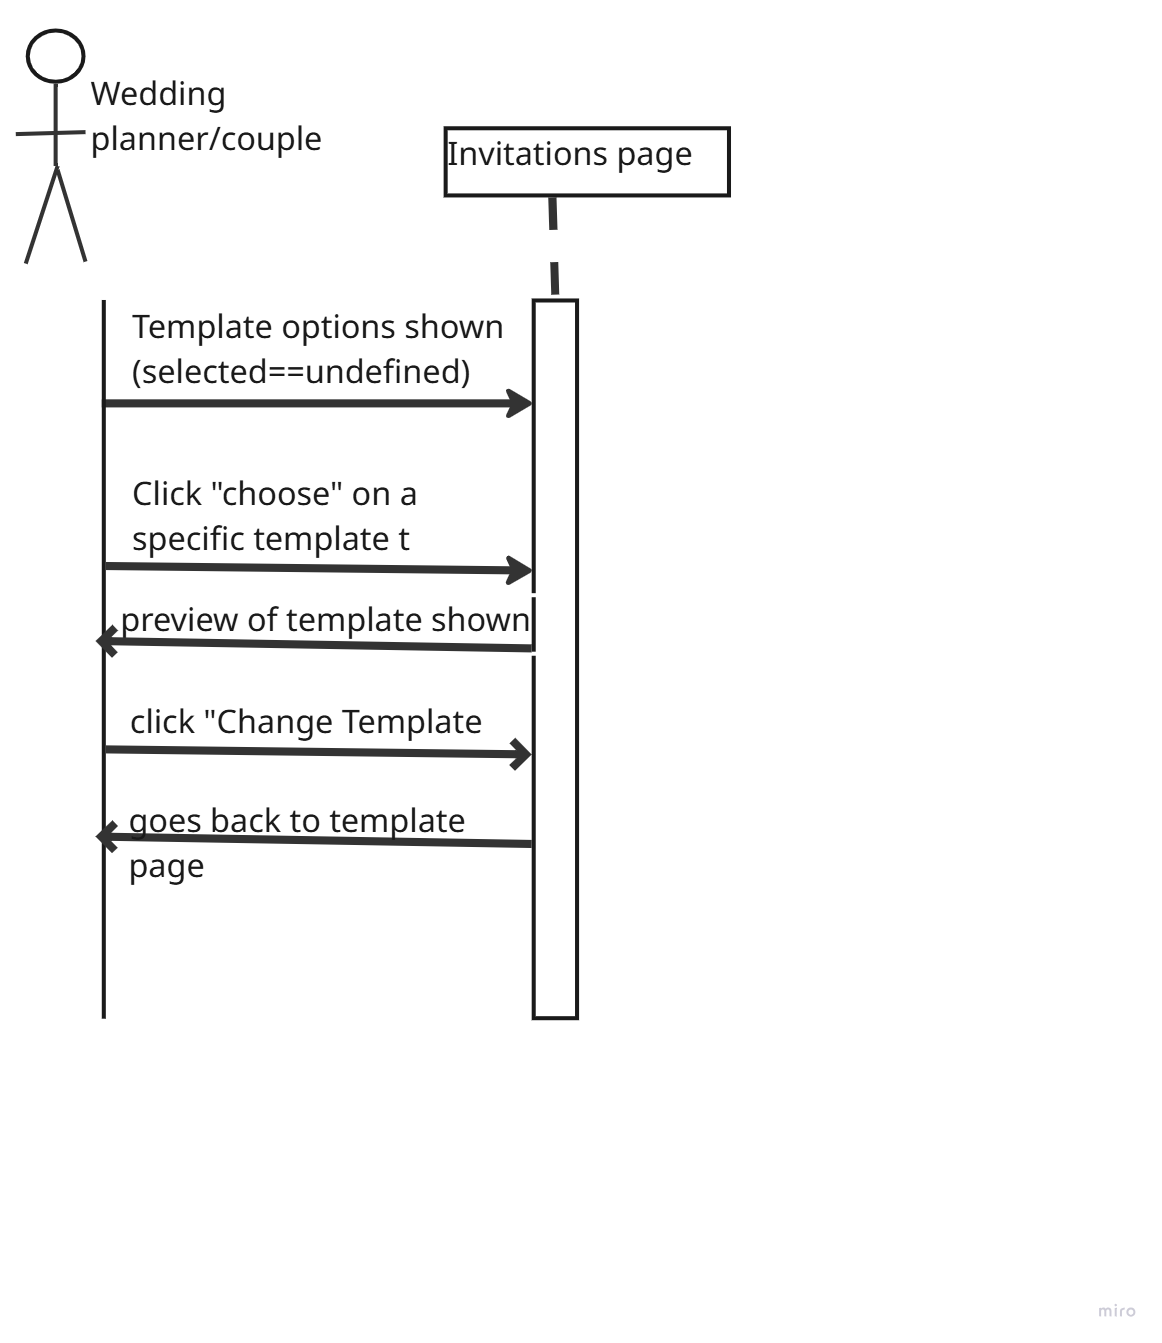 Wedding
planner/couple
Invitations page
Template options shown
(selected==undefined)
Click "choose" on a
specific template t
preview of template shown
click "Change Template
goes back to template
page
miro